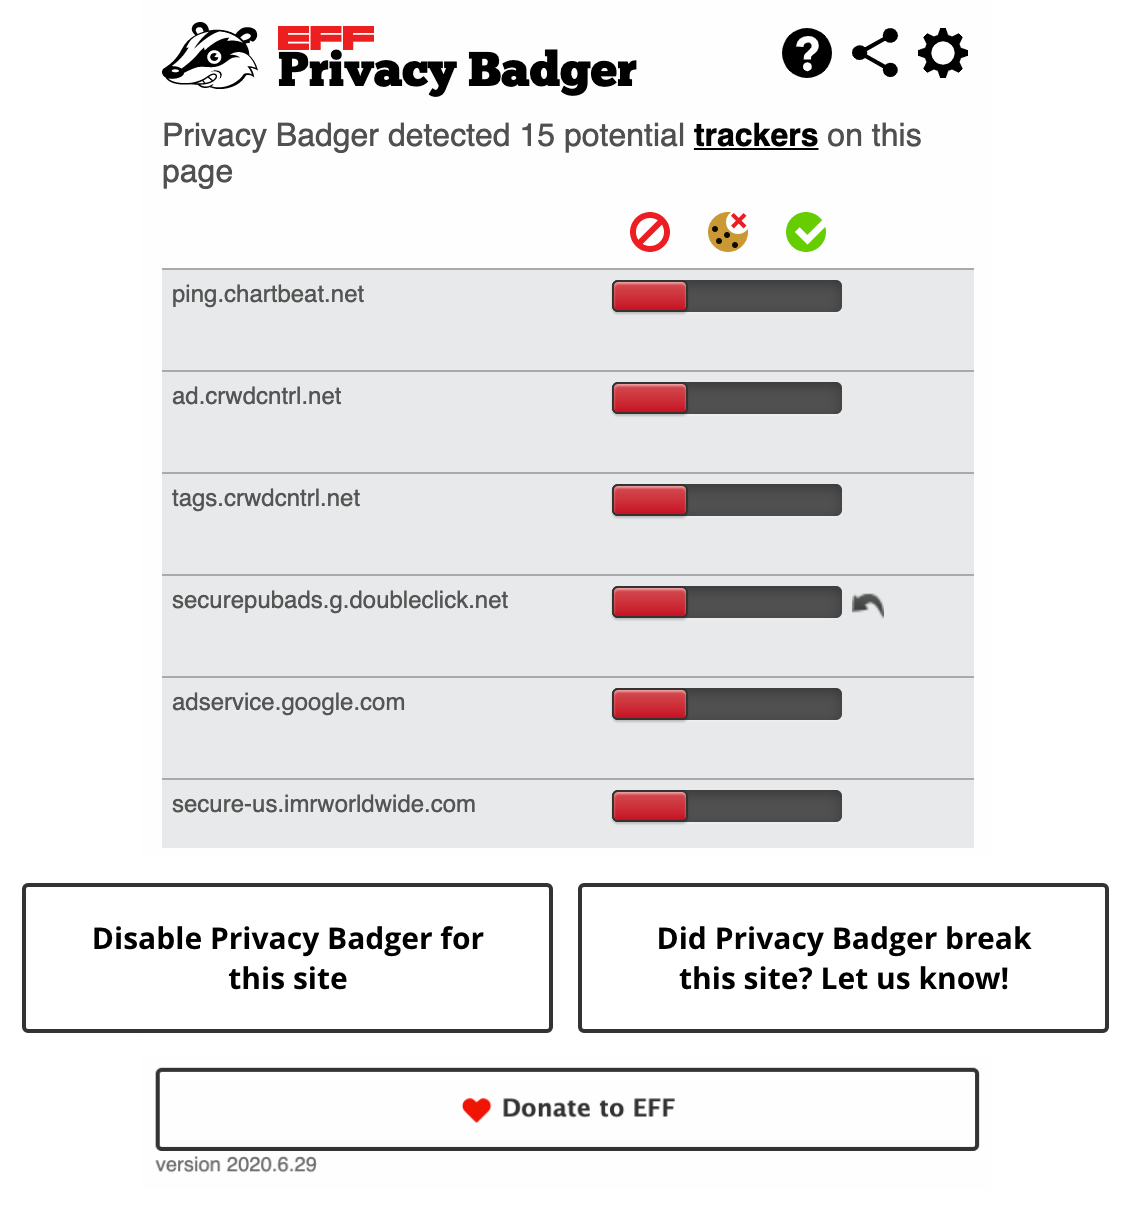 EFF
Privacy Badger
Privacy Badger detected 15 potential trackers on this
page
ping.chartbeat.net
ad.crwdcntrl.net
tags.crwdcntrl.net
securepubads.g.doubleclick.net
adservice.google.com
secure-us.imrworldwide.com
Disable Privacy Badger for
this site
Did Privacy Badger break
this site? Let us know!
Donate to EFF
version 2020.6.29